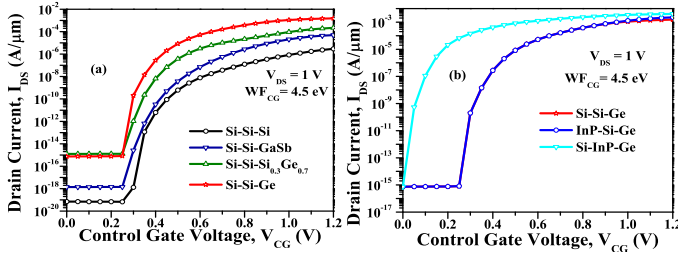 Drain Current, I_DS (A/μm)
10^-2
10^-4
10^-6
10^-8
10^-10
10^-12
10^-14
10^-16
10^-18
10^-20
(a)
V_DS = 1 V
WF_CG = 4.5 eV
Si-Si-Si
Si-Si-GaSb
Si-Si-Si_0.3Ge_0.7
Si-Si-Ge
0.0 0.2 0.4 0.6 0.8 1.0 1.2
Control Gate Voltage, V_CG (V)
Drain Current, I_DS (A/μm)
10^-3
10^-5
10^-7
10^-9
10^-11
10^-13
10^-15
10^-17
(b)
V_DS = 1 V
WF_CG = 4.5 eV
Si-Si-Ge
InP-Si-Ge
Si-InP-Ge
0.0 0.2 0.4 0.6 0.8 1.0 1.2
Control Gate Voltage, V_CG (V)